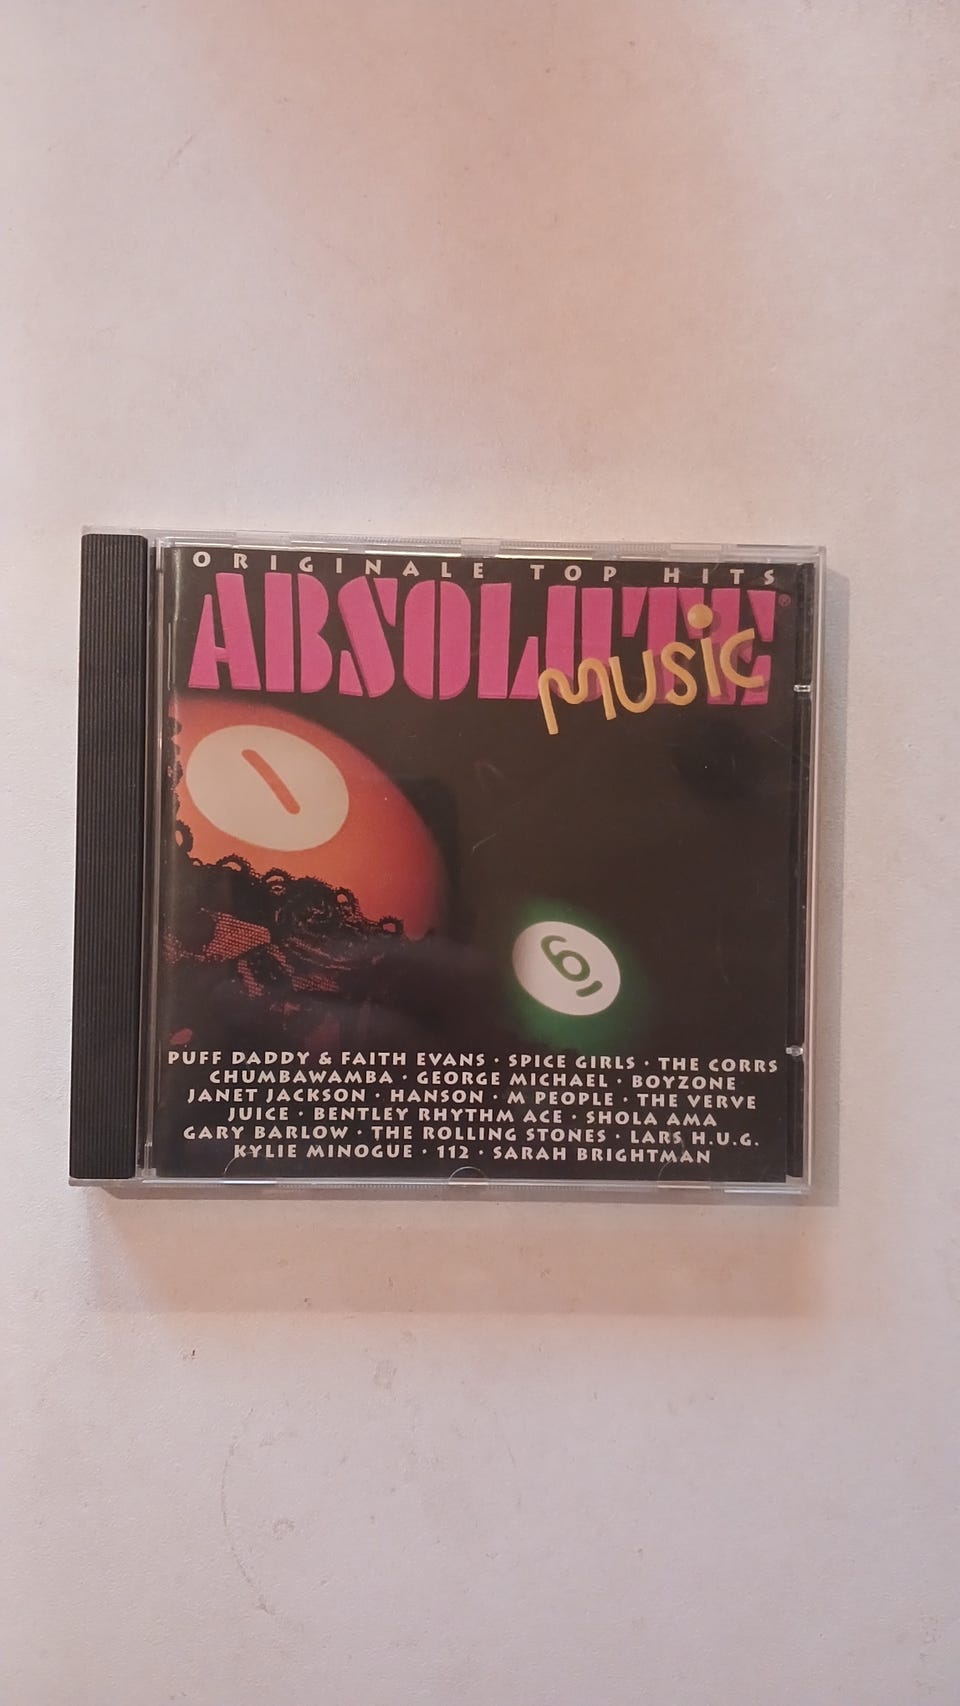 ORIGINALE TOP HITS
ABSOLUTE®
MUSIC
1
6
PUFF DADDY & FAITH EVANS · SPICE GIRLS · THE CORRS
CHUMBAWAMBA · GEORGE MICHAEL · BOYZONE
JANET JACKSON · HANSON · M PEOPLE · THE VERVE
JUICE · BENTLEY RHYTHM ACE · SHOLA AMA
GARY BARLOW · THE ROLLING STONES · LARS H.U.G.
KYLIE MINOGUE · 112 · SARAH BRIGHTMAN